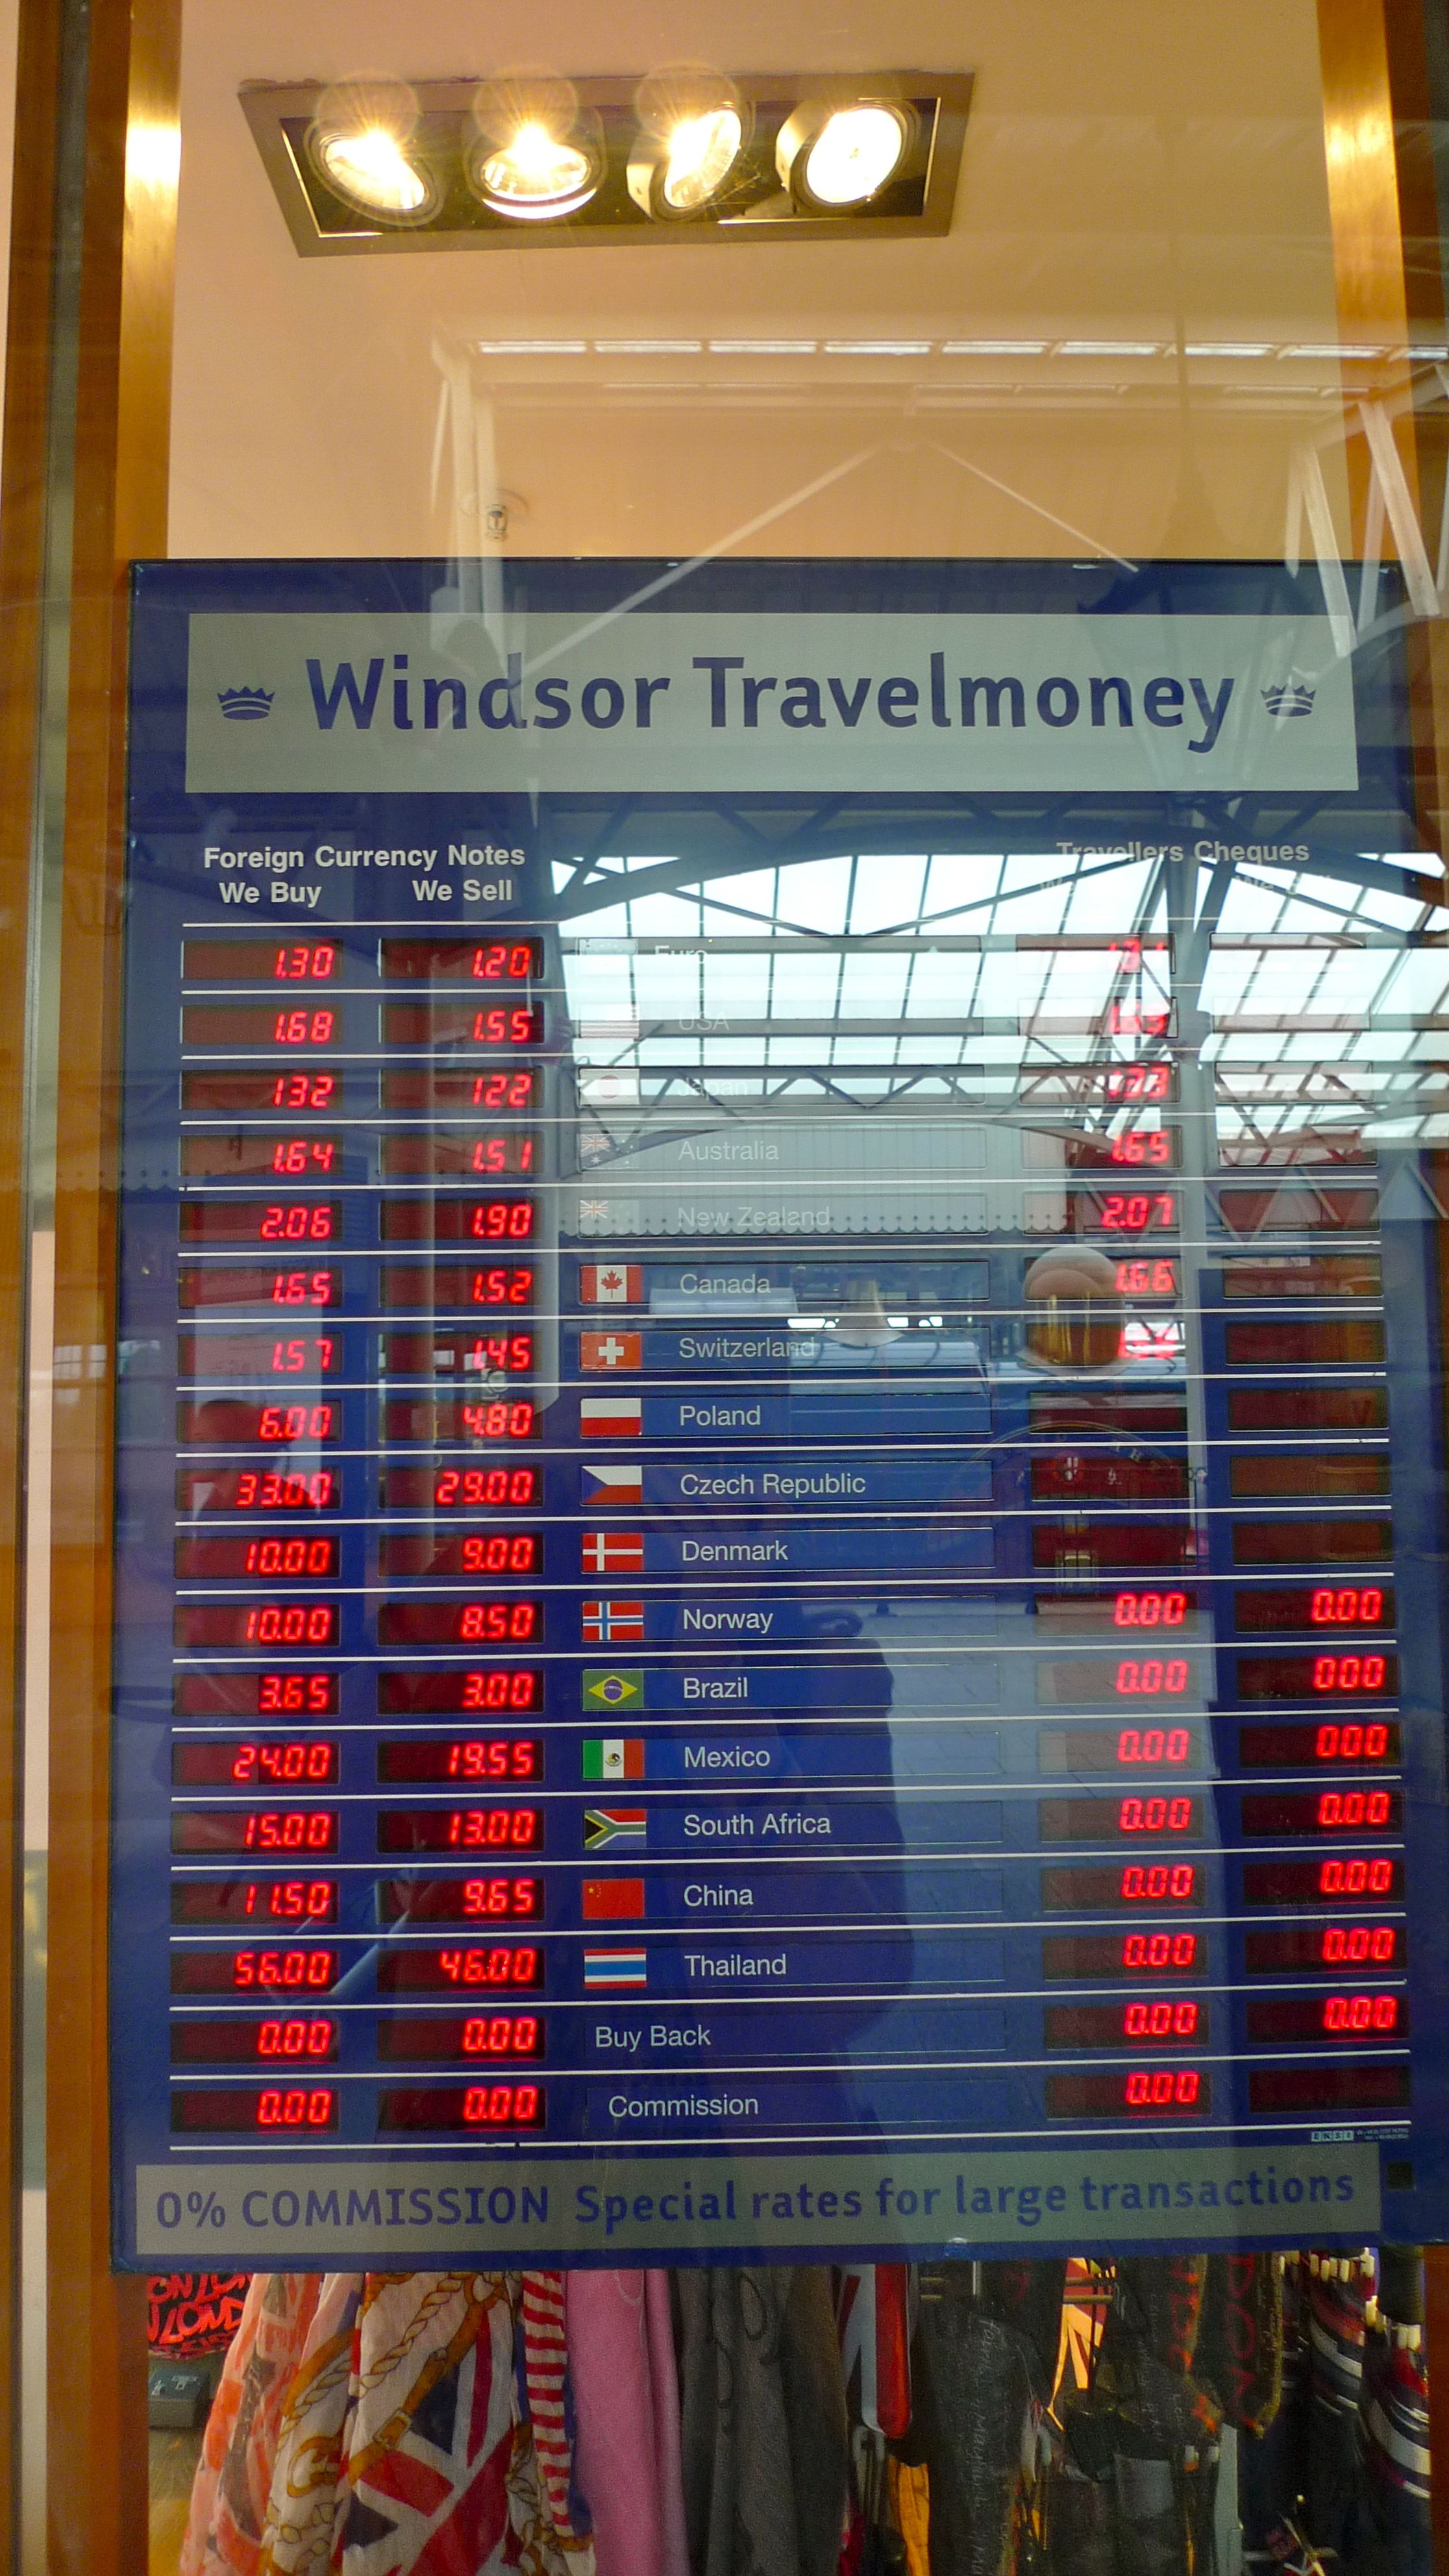 Windsor Travelmoney
Foreign Currency Notes
Travellers Cheques
We Buy We Sell
1.30 1.20 Euro
1.68 1.55 USA
132 122 Japan
1.64 1.51 Australia 1.65
2.06 1.90 New Zealand 2.07
1.65 1.52 Canada 1.66
1.57 1.45 Switzerland
6.00 4.80 Poland
33.00 29.00 Czech Republic
10.00 9.00 Denmark
10.00 8.50 Norway 0.00 0.00
3.65 3.00 Brazil 0.00 000
24.00 19.55 Mexico 0.00 000
15.00 13.00 South Africa 0.00 0.00
11.50 9.65 China 0.00 0.00
56.00 46.00 Thailand 0.00 0.00
0.00 0.00 Buy Back 0.00 0.00
0.00 0.00 Commission 0.00
0% COMMISSION Special rates for large transactions